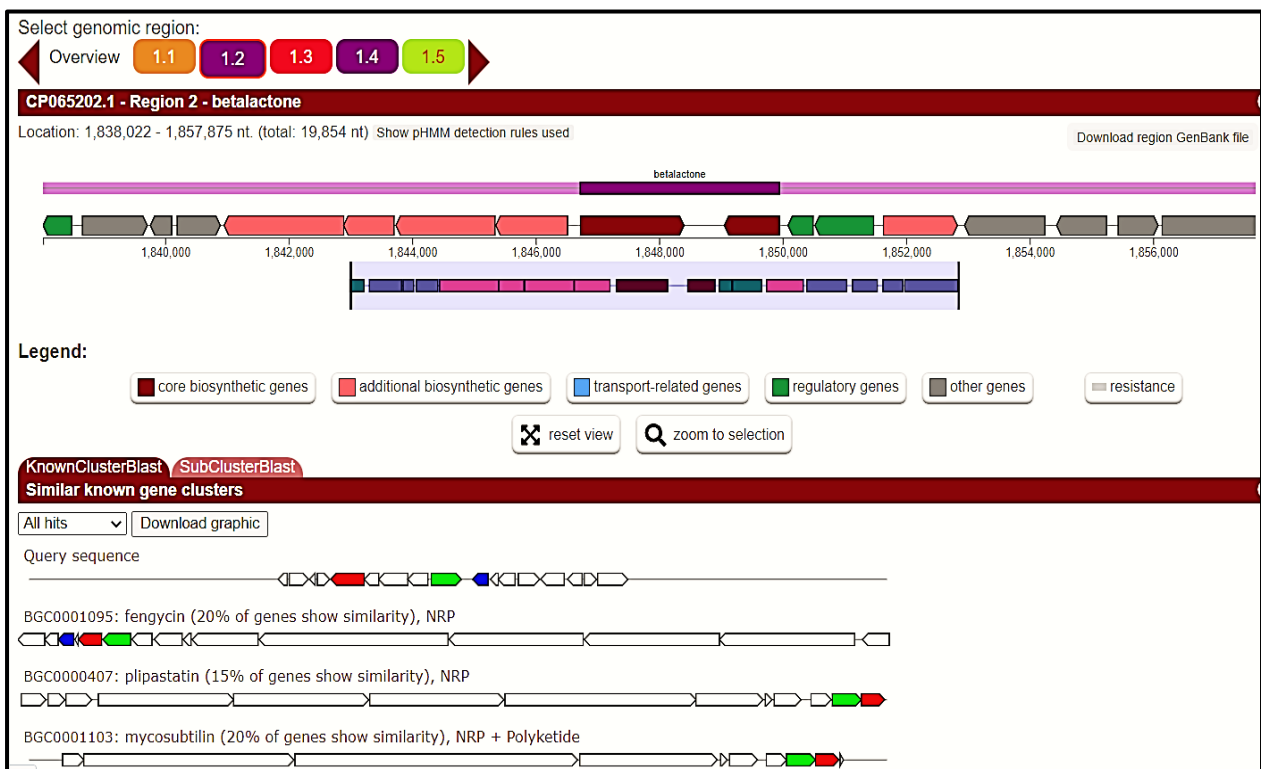 Select genomic region:
Overview 1.1 1.2 1.3 1.4 1.5
CP065202.1 - Region 2 - betalactone
Location: 1,838,022 - 1,857,875 nt. (total: 19,854 nt) Show pHMM detection rules used
Download region GenBank file
betalactone
1,840,000 1,842,000 1,844,000 1,846,000 1,848,000 1,850,000 1,852,000 1,854,000 1,856,000
Legend:
core biosynthetic genes additional biosynthetic genes transport-related genes regulatory genes other genes resistance
reset view zoom to selection
KnownClusterBlast SubClusterBlast
Similar known gene clusters
All hits Download graphic
Query sequence
BGC0001095: fengycin (20% of genes show similarity), NRP
BGC0000407: plipastatin (15% of genes show similarity), NRP
BGC0001103: mycosubtilin (20% of genes show similarity), NRP + Polyketide